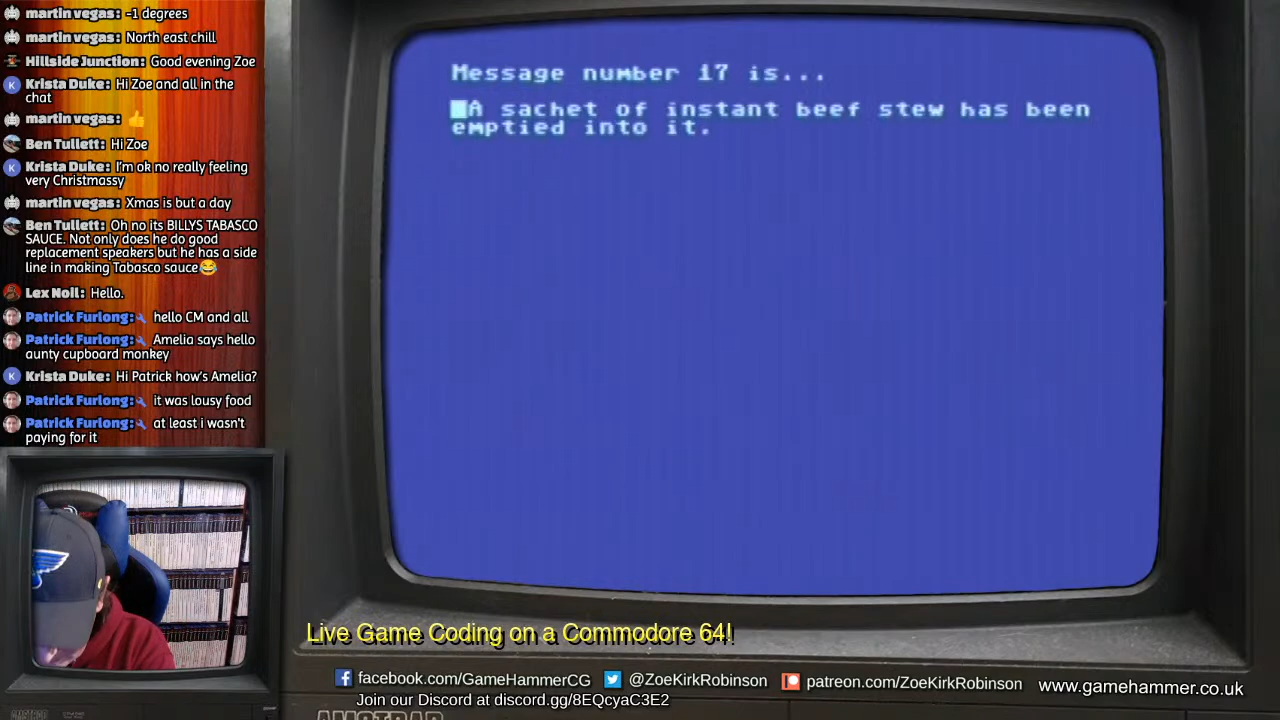 martin vegas: -1 degrees
martin vegas: North east chill
Hillside Junction: Good evening Zoe
Krista Duke: Hi Zoe and all in the
chat
martin vegas: 👍
Ben Tullett: Hi Zoe
Krista Duke: I'm ok no really feeling
very Christmassy
martin vegas: Xmas is but a day
Ben Tullett: Oh no its BILLYS TABASCO
SAUCE. Not only does he do good
replacement speakers but he has a side
line in making Tabasco sauce😂
Lex Noil: Hello.
Patrick Furlong: hello CM and all
Patrick Furlong: Amelia says hello
aunty cupboard monkey
Krista Duke: Hi Patrick how's Amelia?
Patrick Furlong: it was lousy food
Patrick Furlong: at least i wasn't
paying for it
Message number 17 is...
A sachet of instant beef stew has been
emptied into it.
Live Game Coding on a Commodore 64!
facebook.com/GameHammerCG @ZoeKirkRobinson patreon.com/ZoeKirkRobinson www.gamehammer.co.uk
Join our Discord at discord.gg/8EQcyaC3E2
AMSTRAD